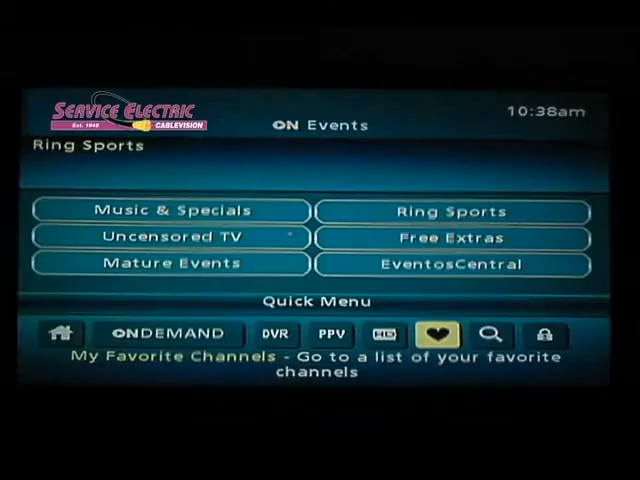 SERVICE ELECTRIC
Est. 1948 CABLEVISION
10:38am
ON Events
Ring Sports
Music & Specials
Ring Sports
Uncensored TV
Free Extras
Mature Events
EventosCentral
Quick Menu
ONDEMAND DVR PPV HD
My Favorite Channels - Go to a list of your favorite
channels